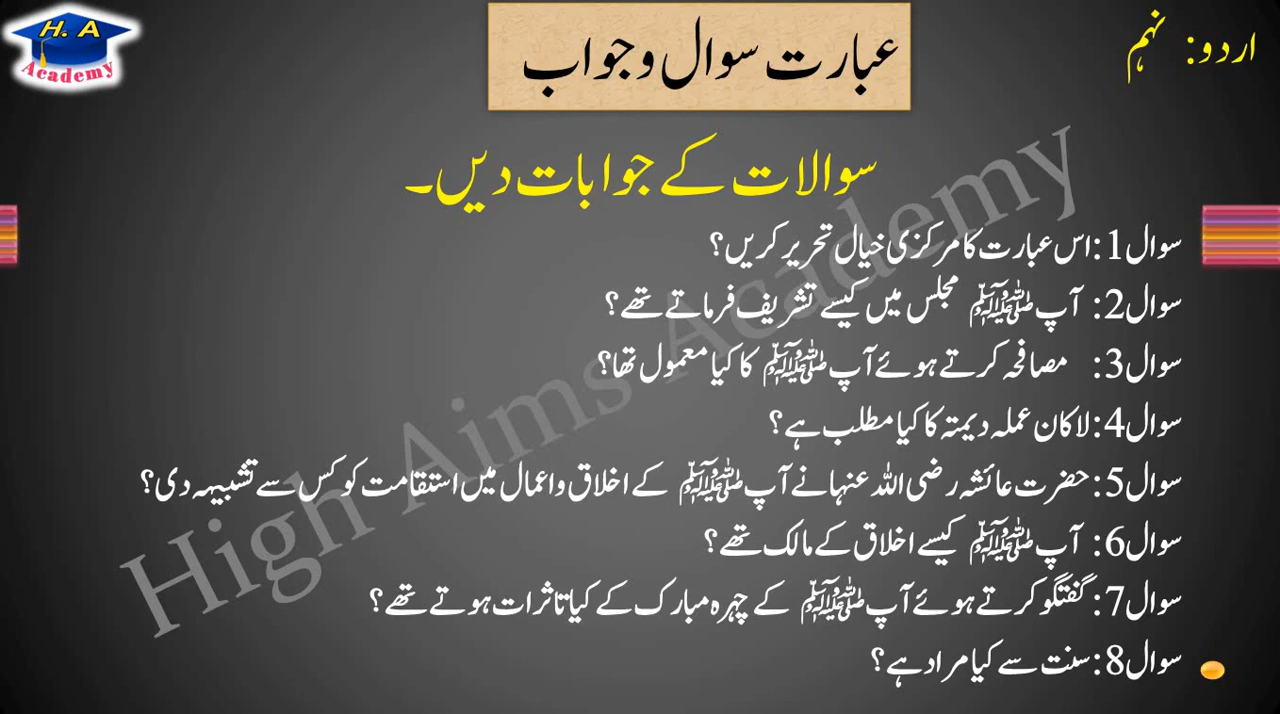 H. A
Academy
اردو: نہم
عبارت سوال و جواب
سوالات کے جوابات دیں۔
سوال1:اس عبارت کا مرکزی خیال تحریر کریں؟
سوال2: آپ ﷺ مجلس میں کیسے تشریف فرماتے تھے؟
سوال3: مصافحہ کرتے ہوئے آپ ﷺ کا کیا معمول تھا؟
سوال4:لاکان عملہ دیمتہ کا کیا مطلب ہے؟
سوال5:حضرت عائشہ رضی اللہ عنہا نے آپ ﷺ کے اخلاق و اعمال میں استقامت کو کس سے تشبیہہ دی؟
سوال6: آپ ﷺ کیسے اخلاق کے مالک تھے؟
سوال7:گفتگو کرتے ہوئے آپ ﷺ کے چہرہ مبارک کے کیا تاثرات ہوتے تھے؟
سوال8:سنت سے کیا مراد ہے؟
High Aims Academy